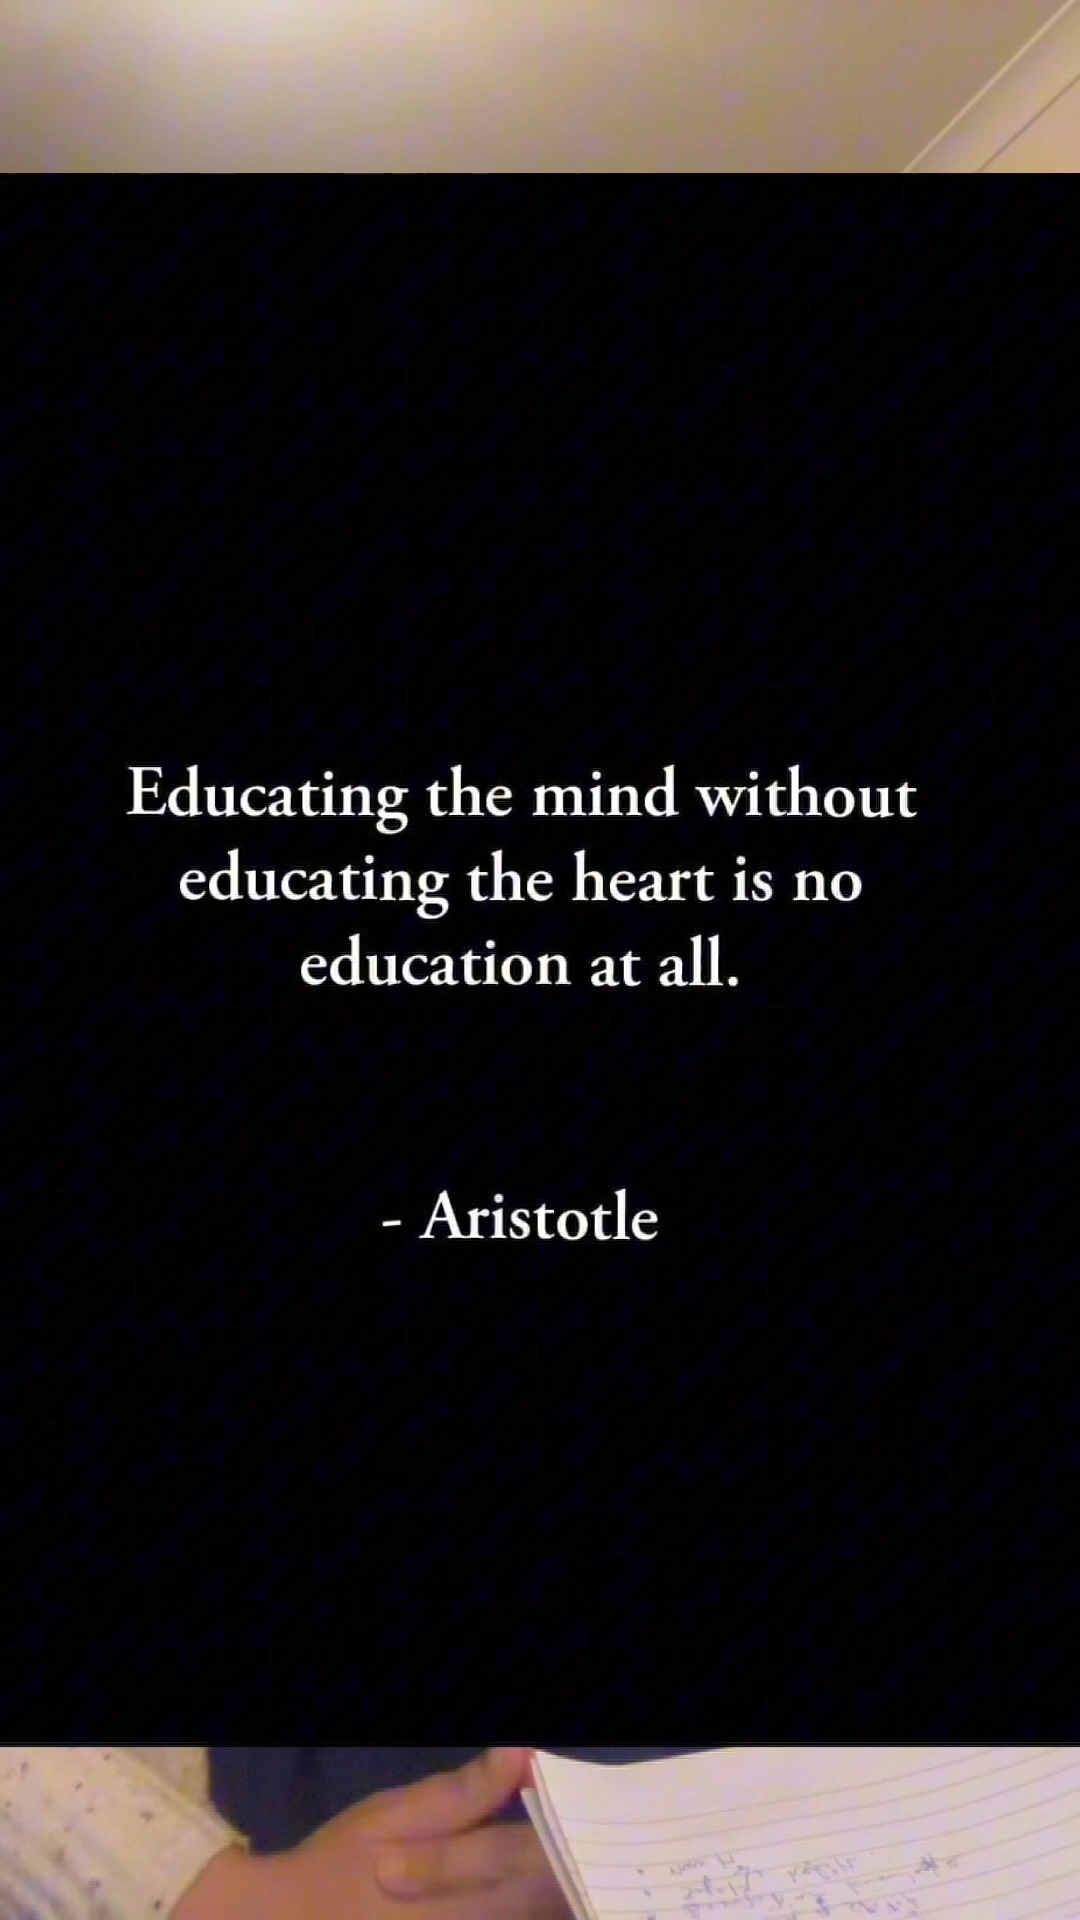 Educating the mind without
educating the heart is no
education at all.
- Aristotle